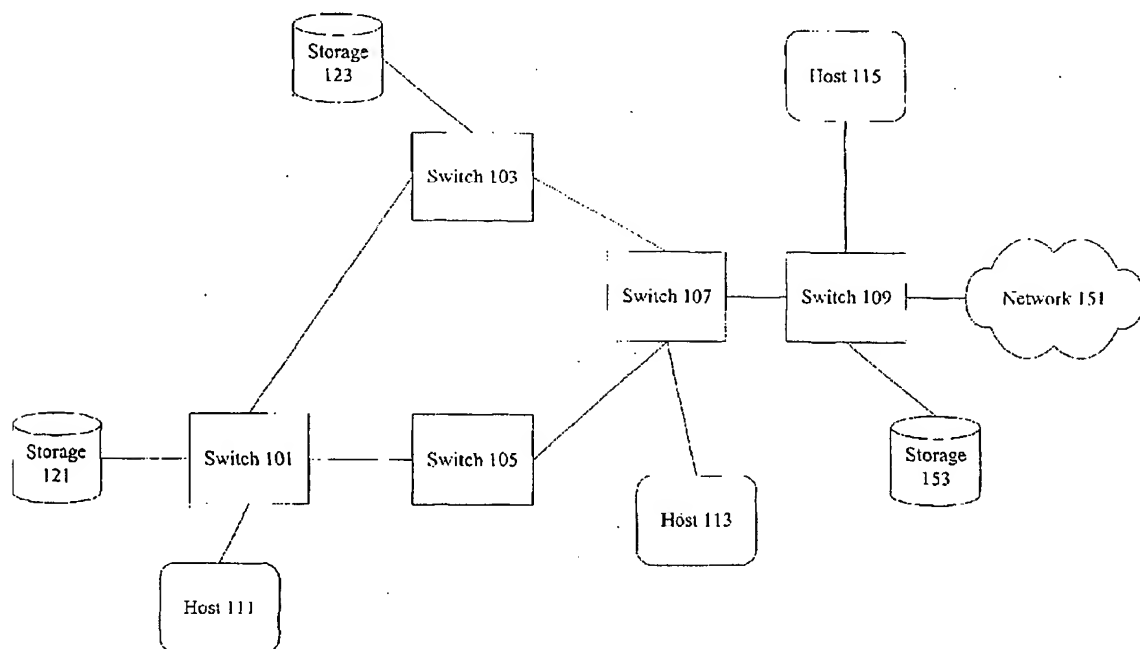 Storage
123
Host 115
Switch 103
Switch 107
Switch 109
Network 151
Storage
121
Switch 101
Switch 105
Storage
153
Host 113
Host 111